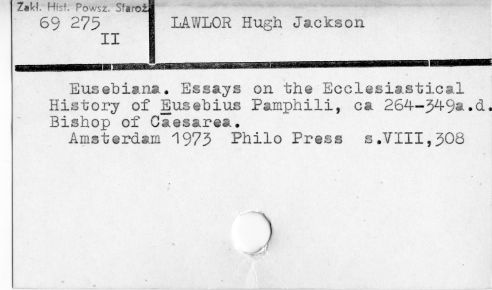 Zakł. Hist. Powsz. Staroż.
69 275
II
LAWLOR Hugh Jackson
Eusebiana. Essays on the Ecclesiastical
History of Eusebius Pamphili, ca 264-349a.d.
Bishop of Caesarea.
Amsterdam 1973 Philo Press s.VIII,308